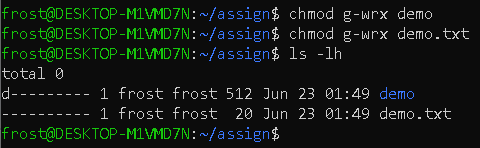 frost@DESKTOP-M1VMD7N:~/assign$ chmod g-wrx demo
frost@DESKTOP-M1VMD7N:~/assign$ chmod g-wrx demo.txt
frost@DESKTOP-M1VMD7N:~/assign$ ls -lh
total 0
d--------- 1 frost frost 512 Jun 23 01:49 demo
---------- 1 frost frost  20 Jun 23 01:49 demo.txt
frost@DESKTOP-M1VMD7N:~/assign$